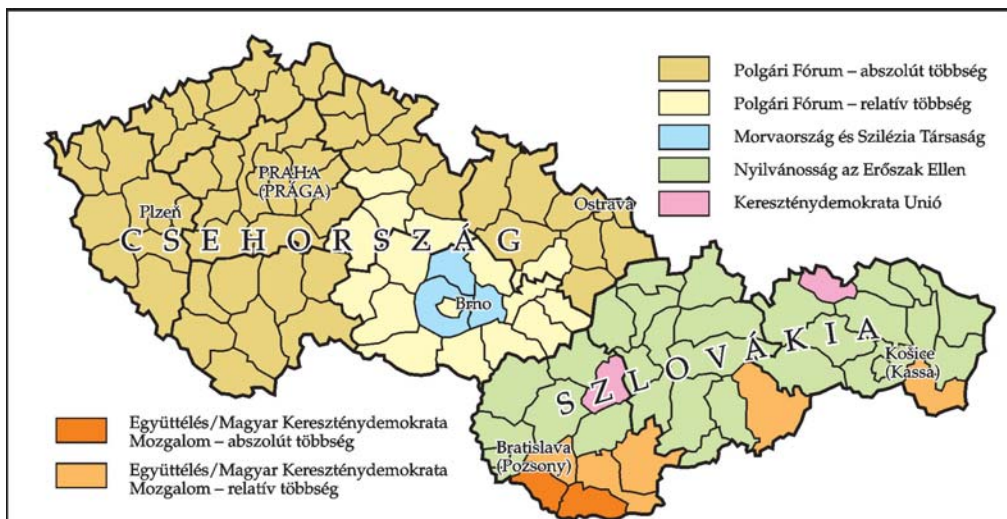 Polgári Fórum – abszolút többség
Polgári Fórum – relatív többség
Morvaország és Szilézia Társaság
Nyilvánosság az Erőszak Ellen
Kereszténydemokrata Unió
PRAHA
(PRÁGA)
Plzeň
Ostrava
CSEHORSZÁG
Brno
SZLOVÁKIA
Košice
(Kassa)
Bratislava
(Pozsony)
Együttélés/Magyar Kereszténydemokrata
Mozgalom – abszolút többség
Együttélés/Magyar Kereszténydemokrata
Mozgalom – relatív többség